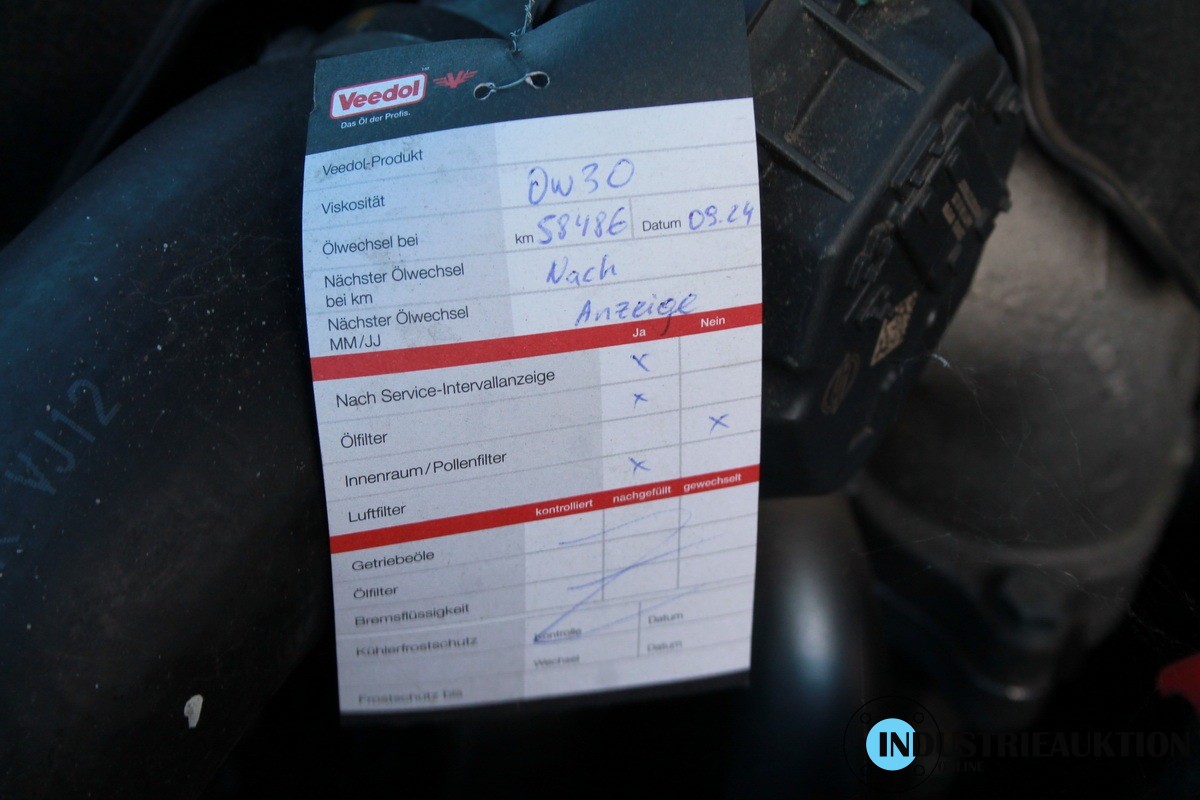 Veedol
Das Öl der Profis.
Veedol-Produkt
Viskosität 0w30
Ölwechsel bei km 58486 Datum 09.24
Nächster Ölwechsel bei km Nach
Nächster Ölwechsel MM/JJ Anzeige
Ja Nein
Nach Service-Intervallanzeige x
Ölfilter x
Innenraum/Pollenfilter x
Luftfilter x
kontrolliert nachgefüllt gewechselt
Getriebeöle
Ölfilter
Bremsflüssigkeit
Kühlerfrostschutz Kontrolle Datum
Wechsel Datum
Frostschutz bis
VJ12
INDUSTRIEAUKTION